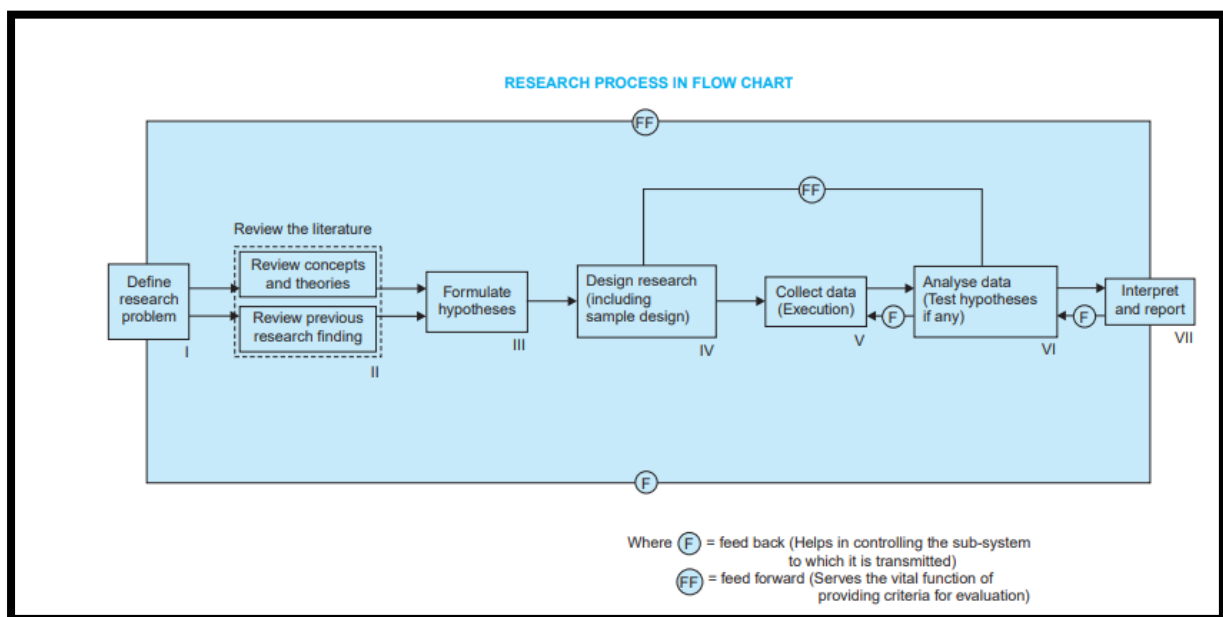 RESEARCH PROCESS IN FLOW CHART
FF
FF
Review the literature
Define
research
problem
I
Review concepts
and theories
Review previous
research finding
II
Formulate
hypotheses
III
Design research
(including
sample design)
IV
Collect data
(Execution)
V
F
Analyse data
(Test hypotheses
if any)
VI
F
Interpret
and report
VII
F
Where F = feed back (Helps in controlling the sub-system
to which it is transmitted)
FF = feed forward (Serves the vital function of
providing criteria for evaluation)